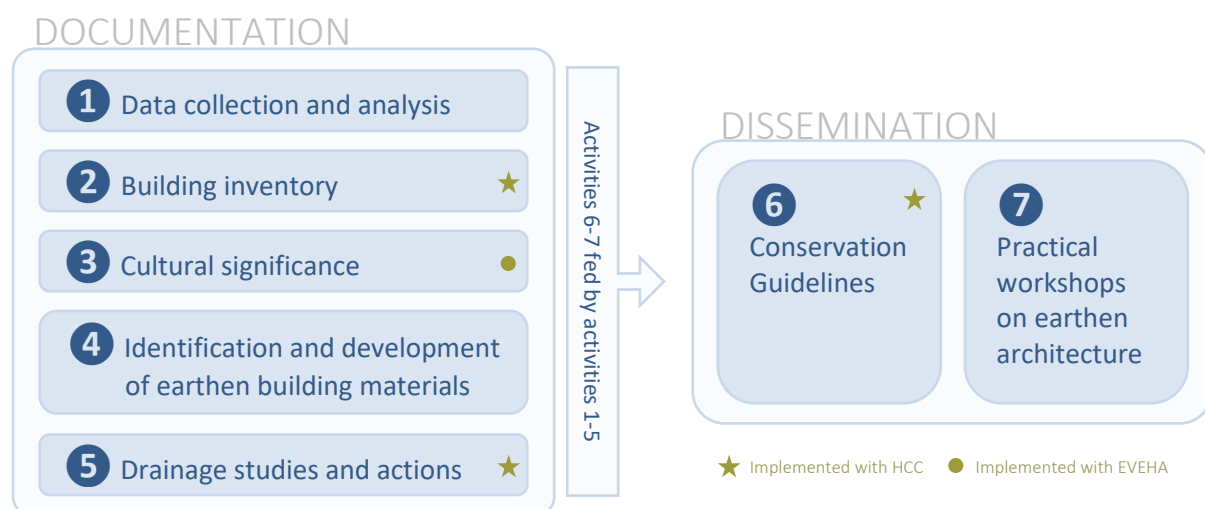 DOCUMENTATION
1 Data collection and analysis
2 Building inventory
3 Cultural significance
4 Identification and development
of earthen building materials
5 Drainage studies and actions
Activities 6-7 fed by activities 1-5
DISSEMINATION
6
Conservation
Guidelines
7
Practical
workshops
on earthen
architecture
Implemented with HCC
Implemented with EVEHA